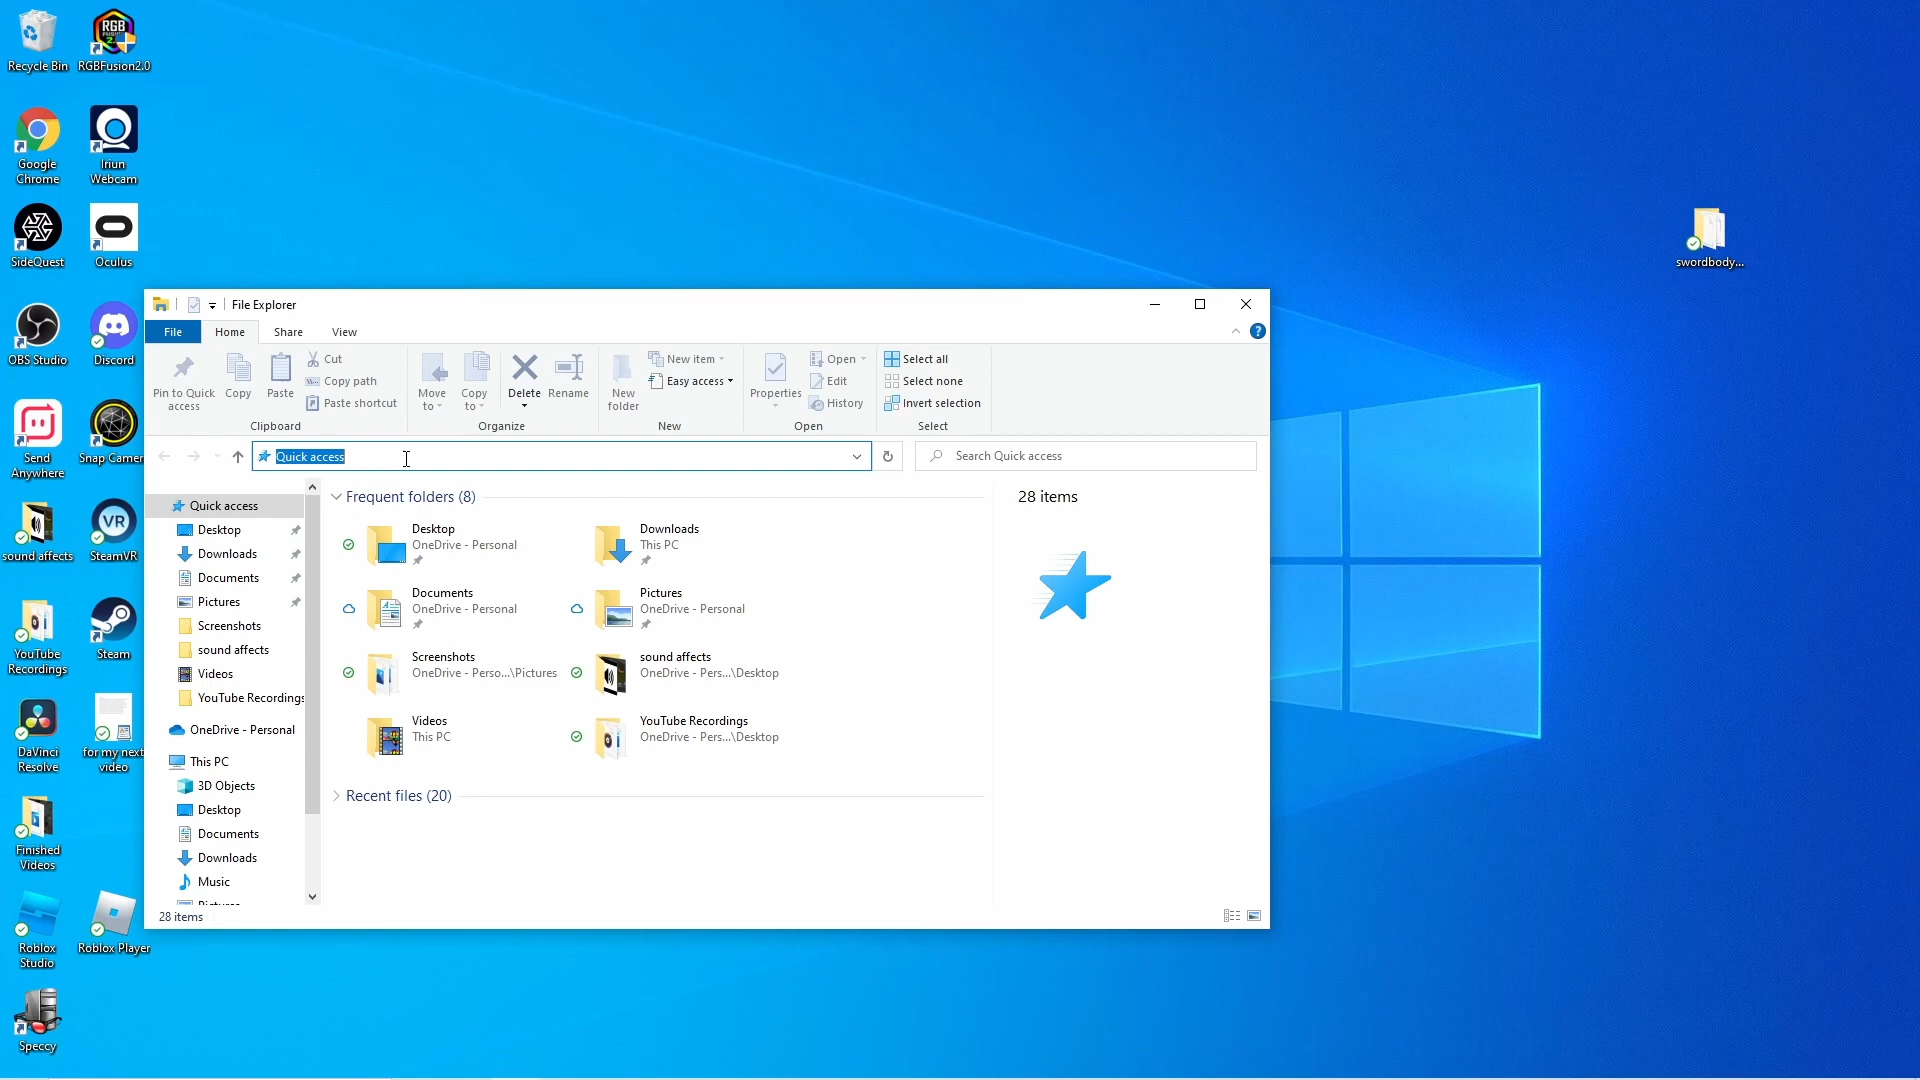 Recycle Bin
RGBFusion2.0
Google
Chrome
Iriun
Webcam
SideQuest
Oculus
OBS Studio
Discord
Send
Anywhere
Snap Camer
sound affects
SteamVR
YouTube
Recordings
Steam
DaVinci
Resolve
for my next
video
Finished
Videos
Roblox
Studio
Roblox Player
Speccy
swordbody...
File Explorer
File
Home
Share
View
Pin to Quick
access
Copy
Paste
Cut
Copy path
Paste shortcut
Clipboard
Move
to
Copy
to
Delete
Rename
Organize
New
folder
New item
Easy access
New
Properties
Open
Edit
History
Open
Select all
Select none
Invert selection
Select
Quick access
Search Quick access
Quick access
Desktop
Downloads
Documents
Pictures
Screenshots
sound affects
Videos
YouTube Recordings
OneDrive - Personal
This PC
3D Objects
Desktop
Documents
Downloads
Music
Pictures
Frequent folders (8)
Desktop
OneDrive - Personal
Downloads
This PC
Documents
OneDrive - Personal
Pictures
OneDrive - Personal
Screenshots
OneDrive - Perso...\Pictures
sound affects
OneDrive - Pers...\Desktop
Videos
This PC
YouTube Recordings
OneDrive - Pers...\Desktop
Recent files (20)
28 items
28 items